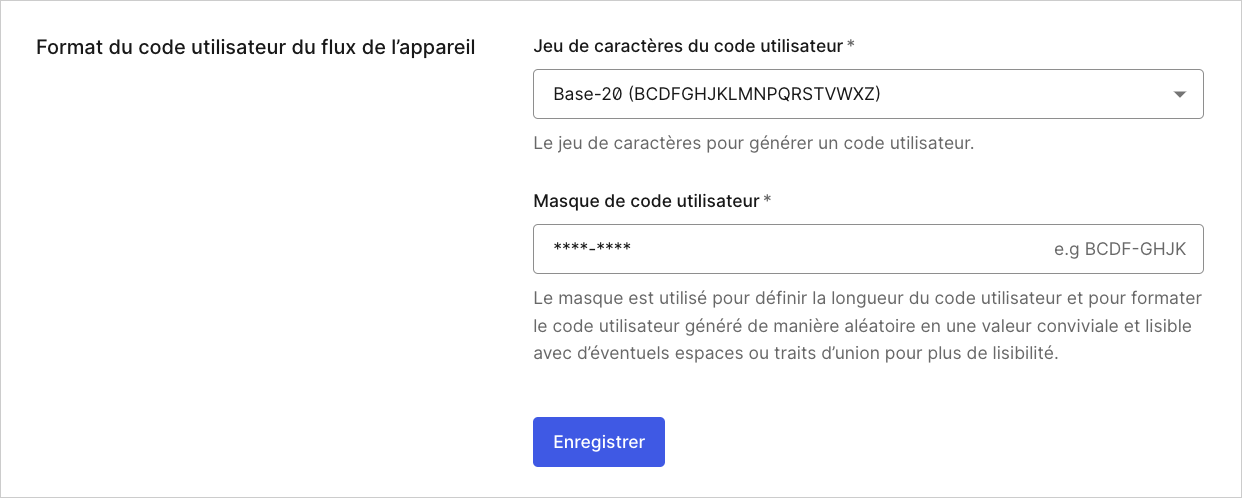 Format du code utilisateur du flux de l’appareil
Jeu de caractères du code utilisateur *
Base-20 (BCDFGHJKLMNPQRSTVWXZ)
Le jeu de caractères pour générer un code utilisateur.
Masque de code utilisateur *
****-**** e.g BCDF-GHJK
Le masque est utilisé pour définir la longueur du code utilisateur et pour formater
le code utilisateur généré de manière aléatoire en une valeur conviviale et lisible
avec d’éventuels espaces ou traits d’union pour plus de lisibilité.
Enregistrer